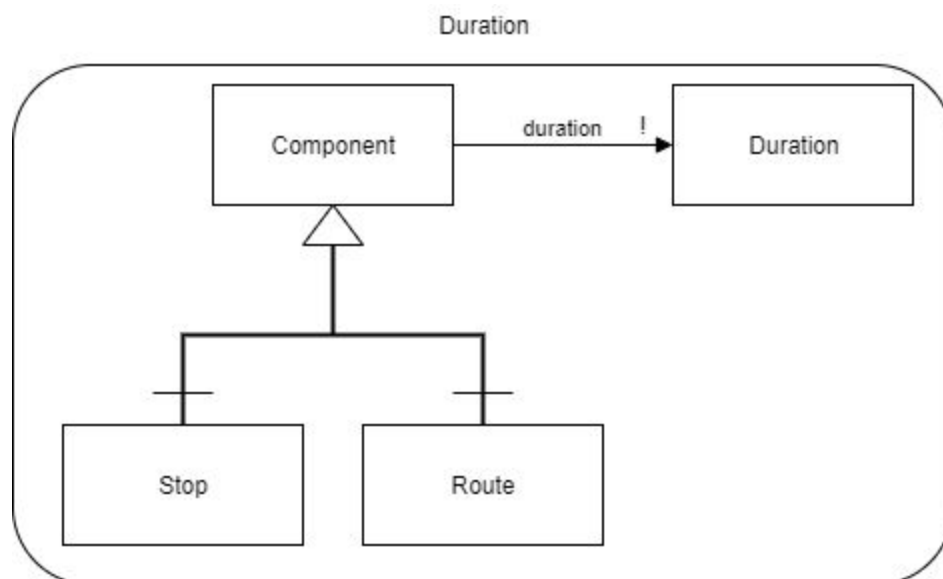 Duration
Component
duration !
Duration
Stop
Route